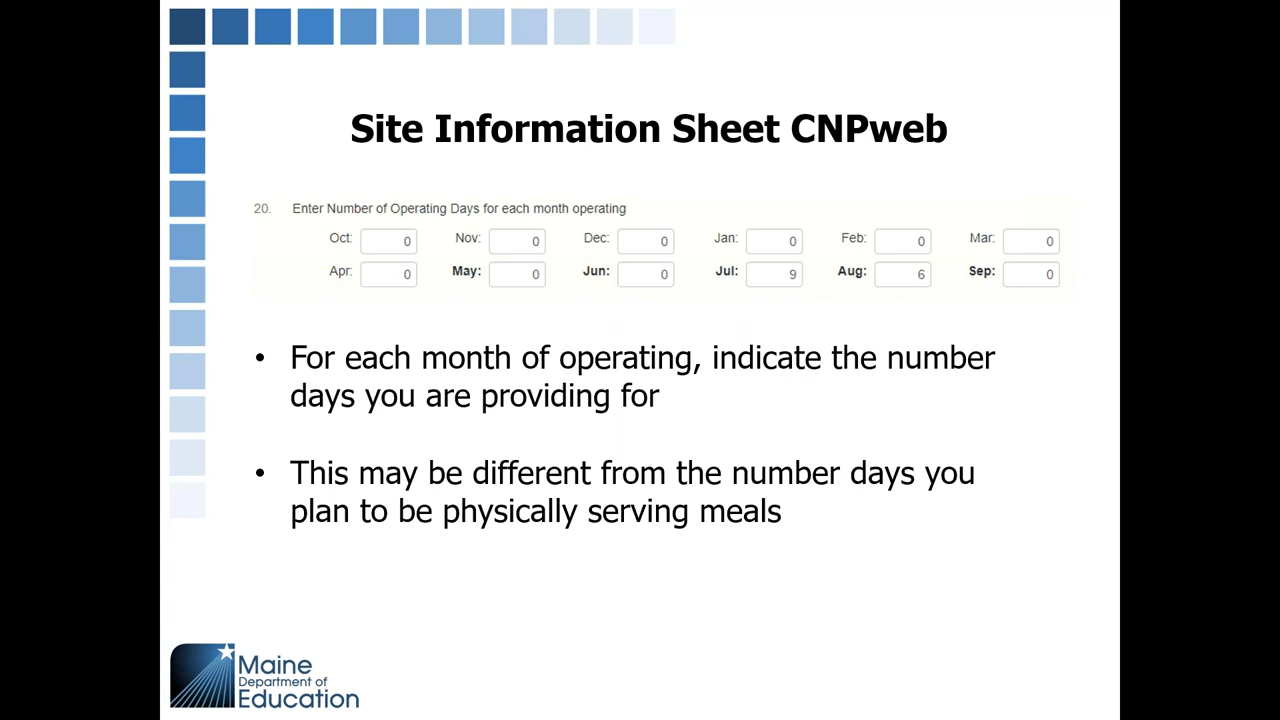 Site Information Sheet CNPweb
20. Enter Number of Operating Days for each month operating
Oct: 0 Nov: 0 Dec: 0 Jan: 0 Feb: 0 Mar: 0
Apr: 0 May: 0 Jun: 0 Jul: 9 Aug: 6 Sep: 0
• For each month of operating, indicate the number
days you are providing for
• This may be different from the number days you
plan to be physically serving meals
Maine
Department of
Education